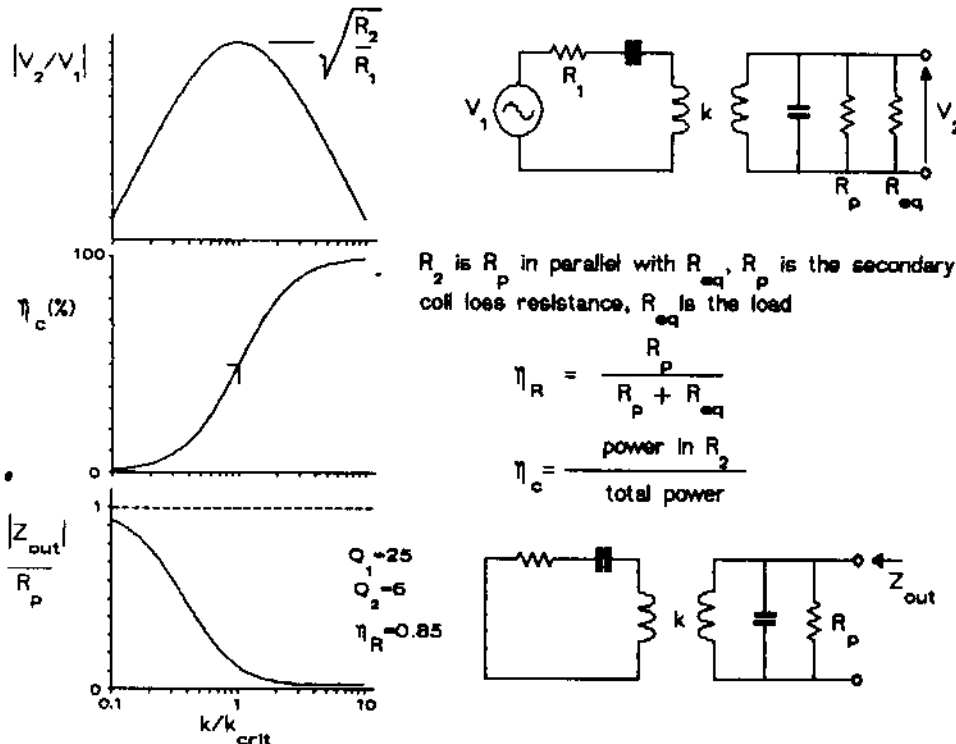 |V2/V1|
√ R2
R1
V1
R1
k
Rp
Req
V2
100
ηc(%)
0
R2 is Rp in parallel with Req, Rp is the secondary
coil loss resistance, Req is the load
ηR = Rp
Rp + Req
ηc= power in R2
total power
1
|Zout|
Rp
0
Q1=25
Q2=6
ηR=0.85
0.1
1
10
k/kcrit
k
Rp
Zout